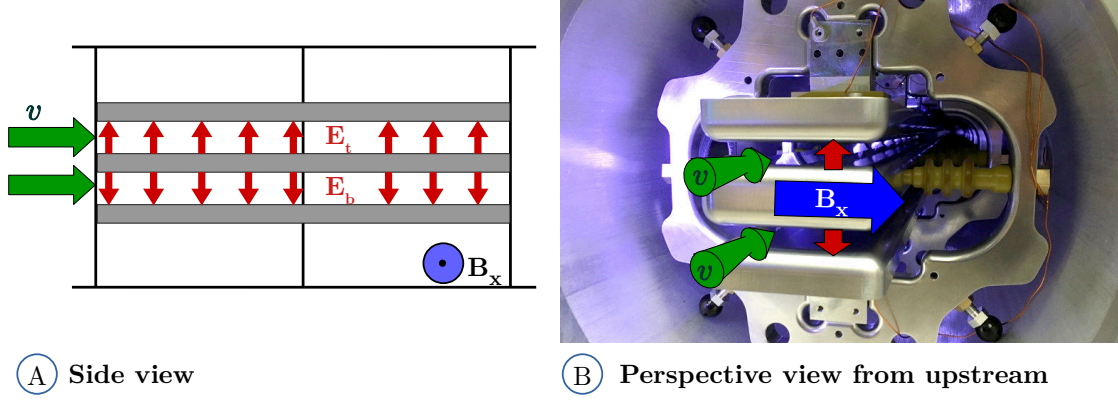 v
E_t
E_b
B_x
A Side view
v
B_x
v
B Perspective view from upstream